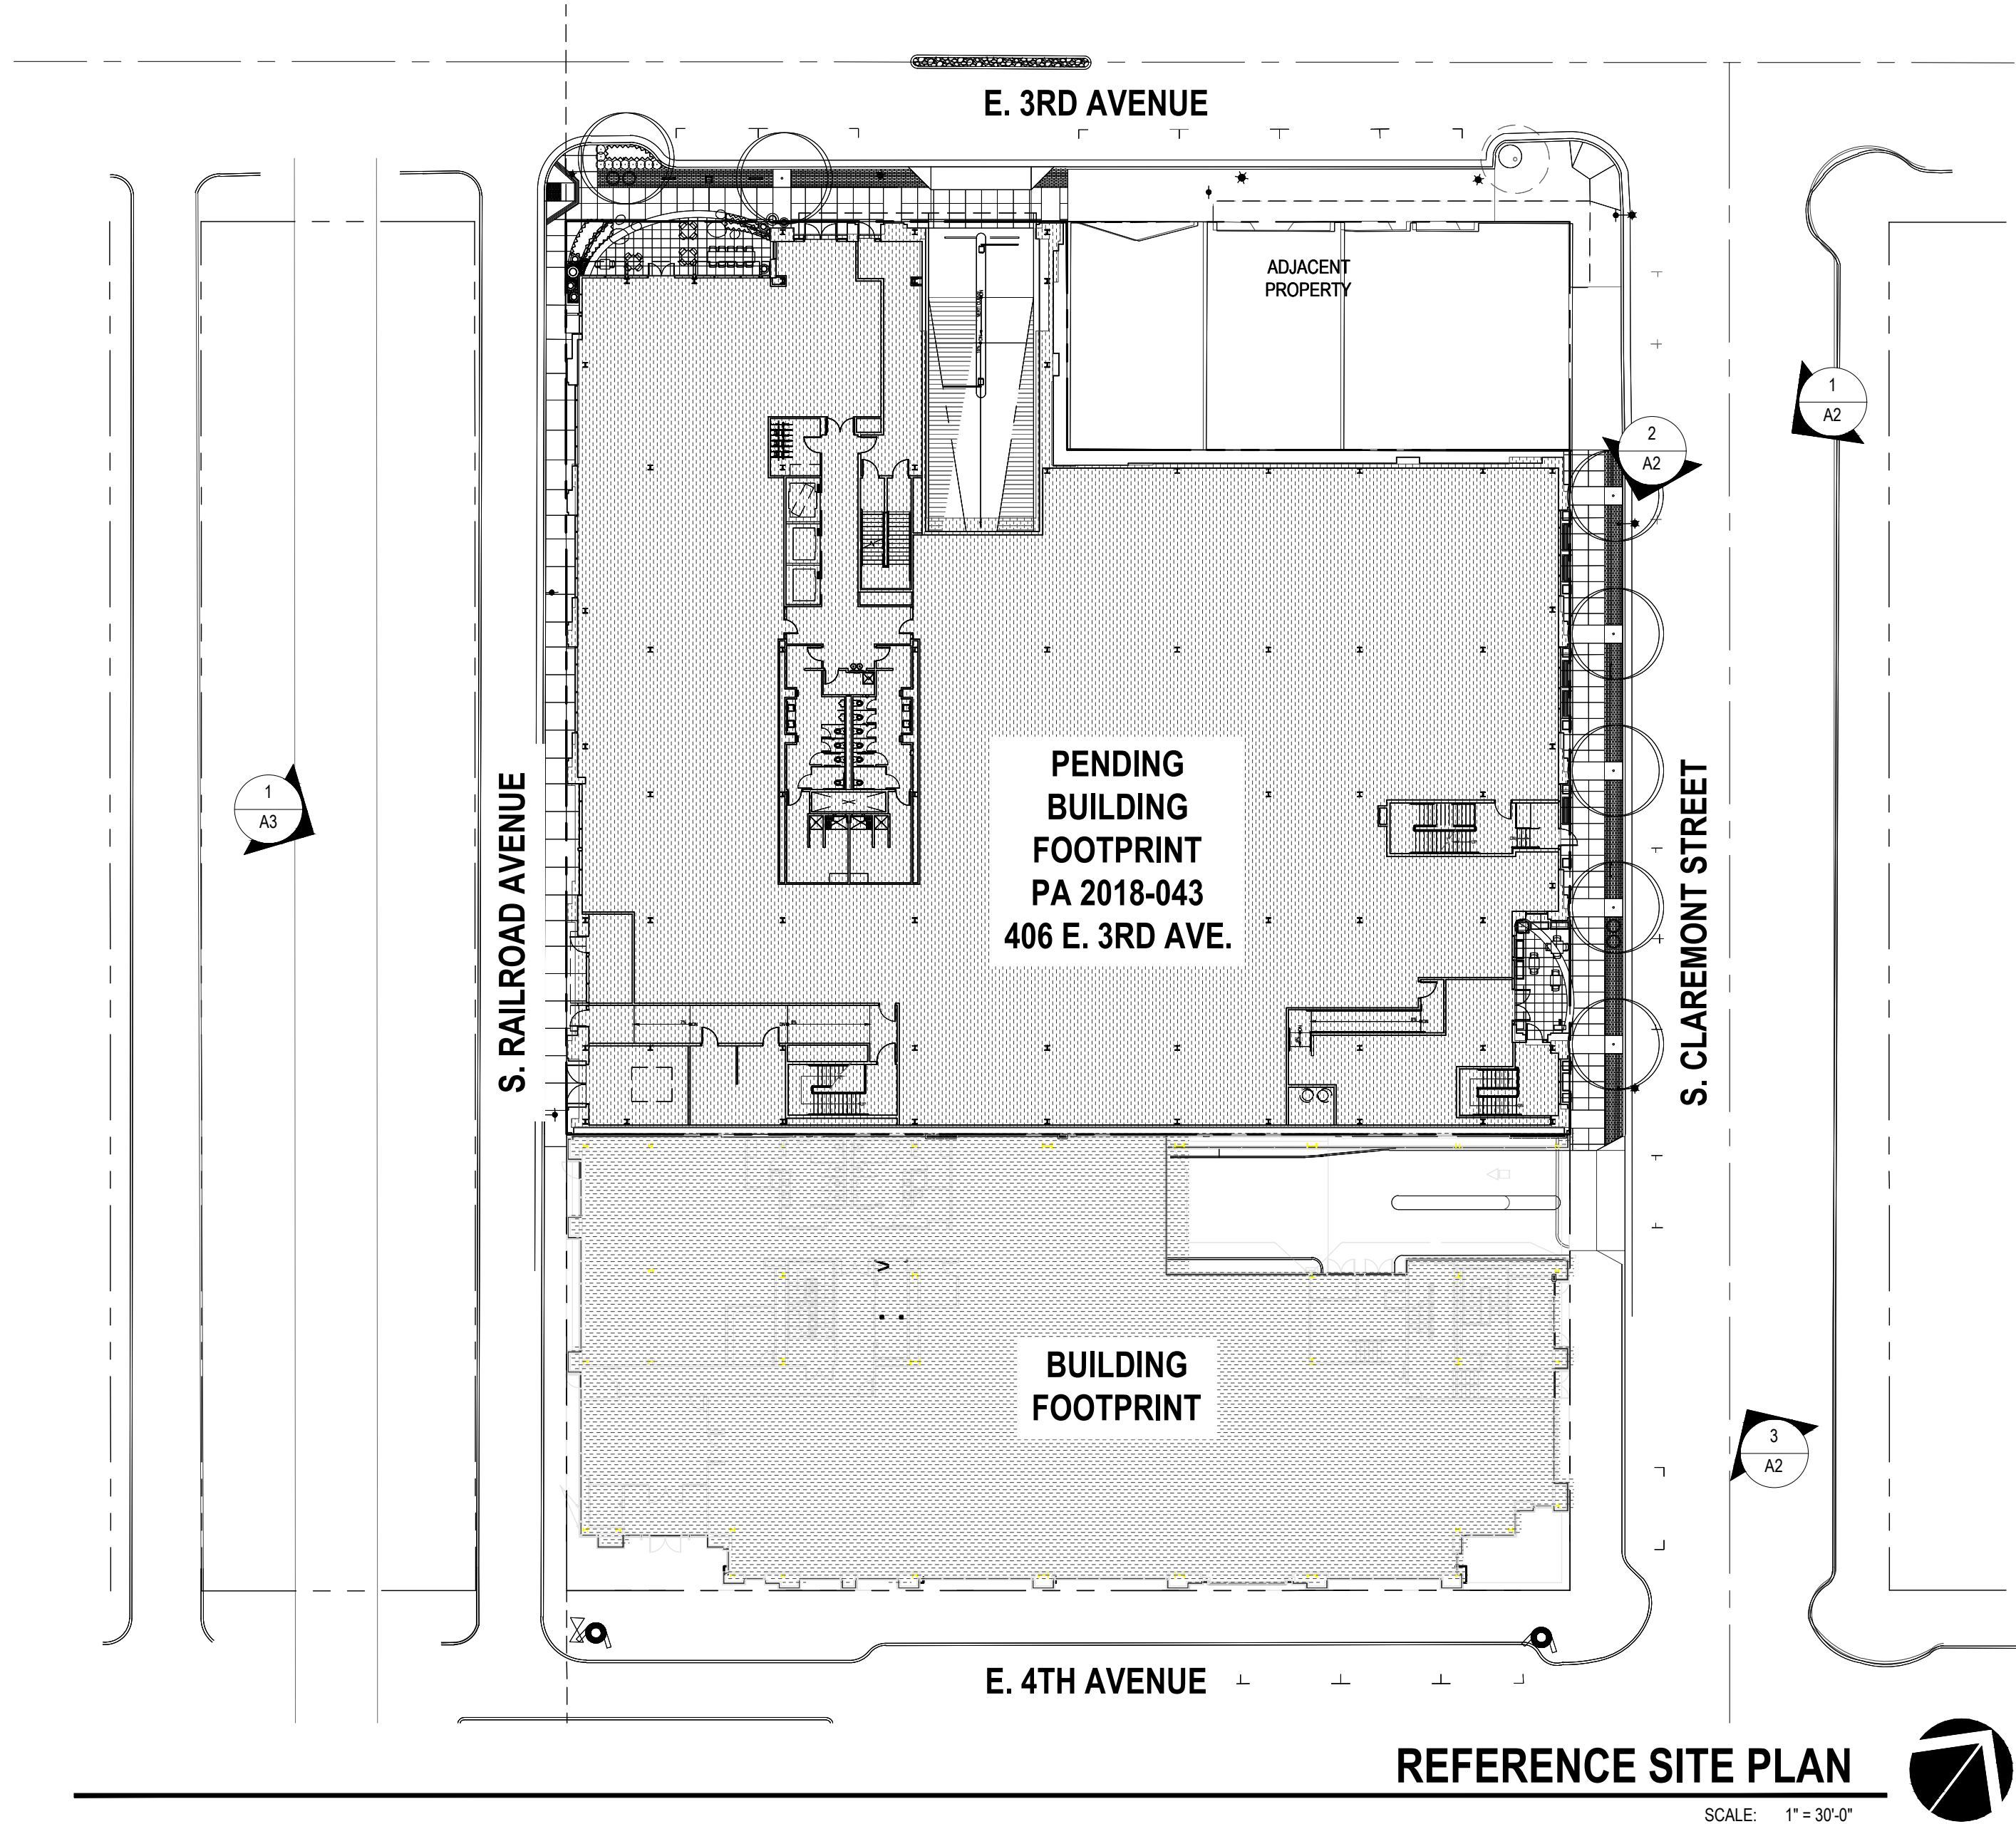 E. 3RD AVENUE
ADJACENT
PROPERTY
1
A2
2
A2
PENDING
BUILDING
FOOTPRINT
PA 2018-043
406 E. 3RD AVE.
1
A3
S. RAILROAD AVENUE
S. CLAREMONT STREET
BUILDING
FOOTPRINT
3
A2
E. 4TH AVENUE
REFERENCE SITE PLAN
SCALE: 1" = 30'-0"